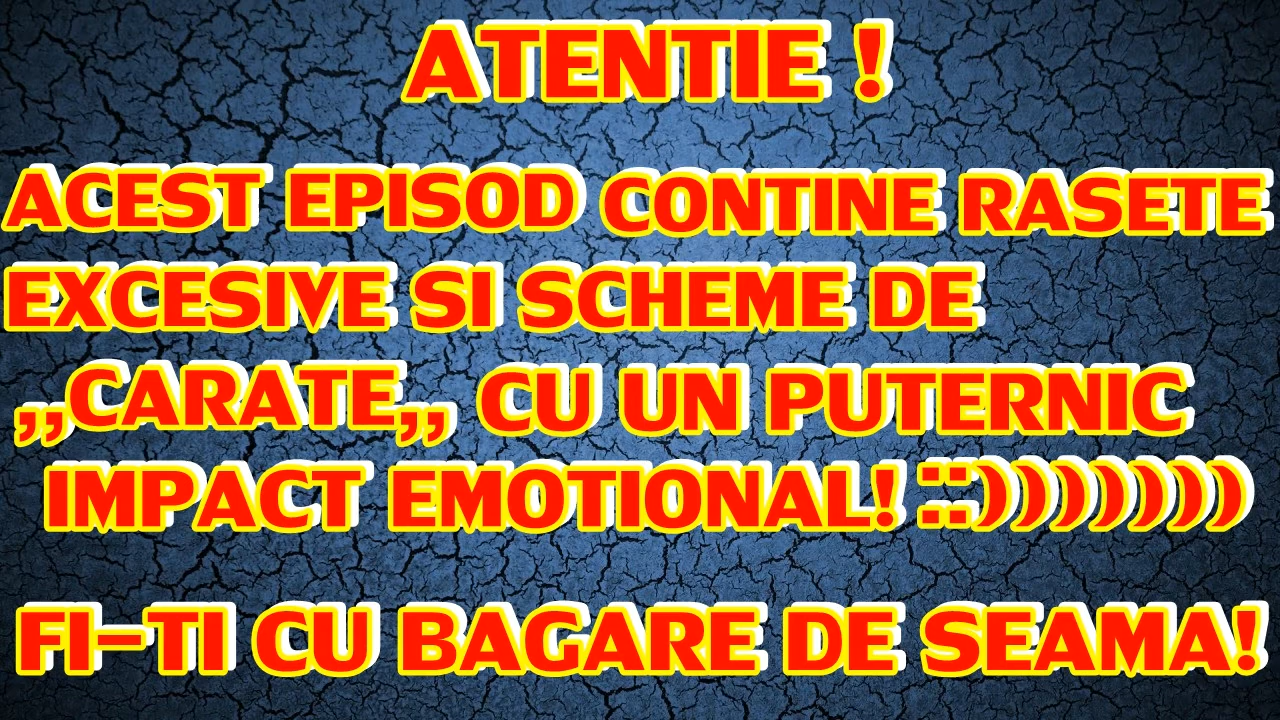 ATENTIE !
ACEST EPISOD CONTINE RASETE
EXCESIVE SI SCHEME DE
,,CARATE,, CU UN PUTERNIC
IMPACT EMOTIONAL! ::))))))))
FI-TI CU BAGARE DE SEAMA!